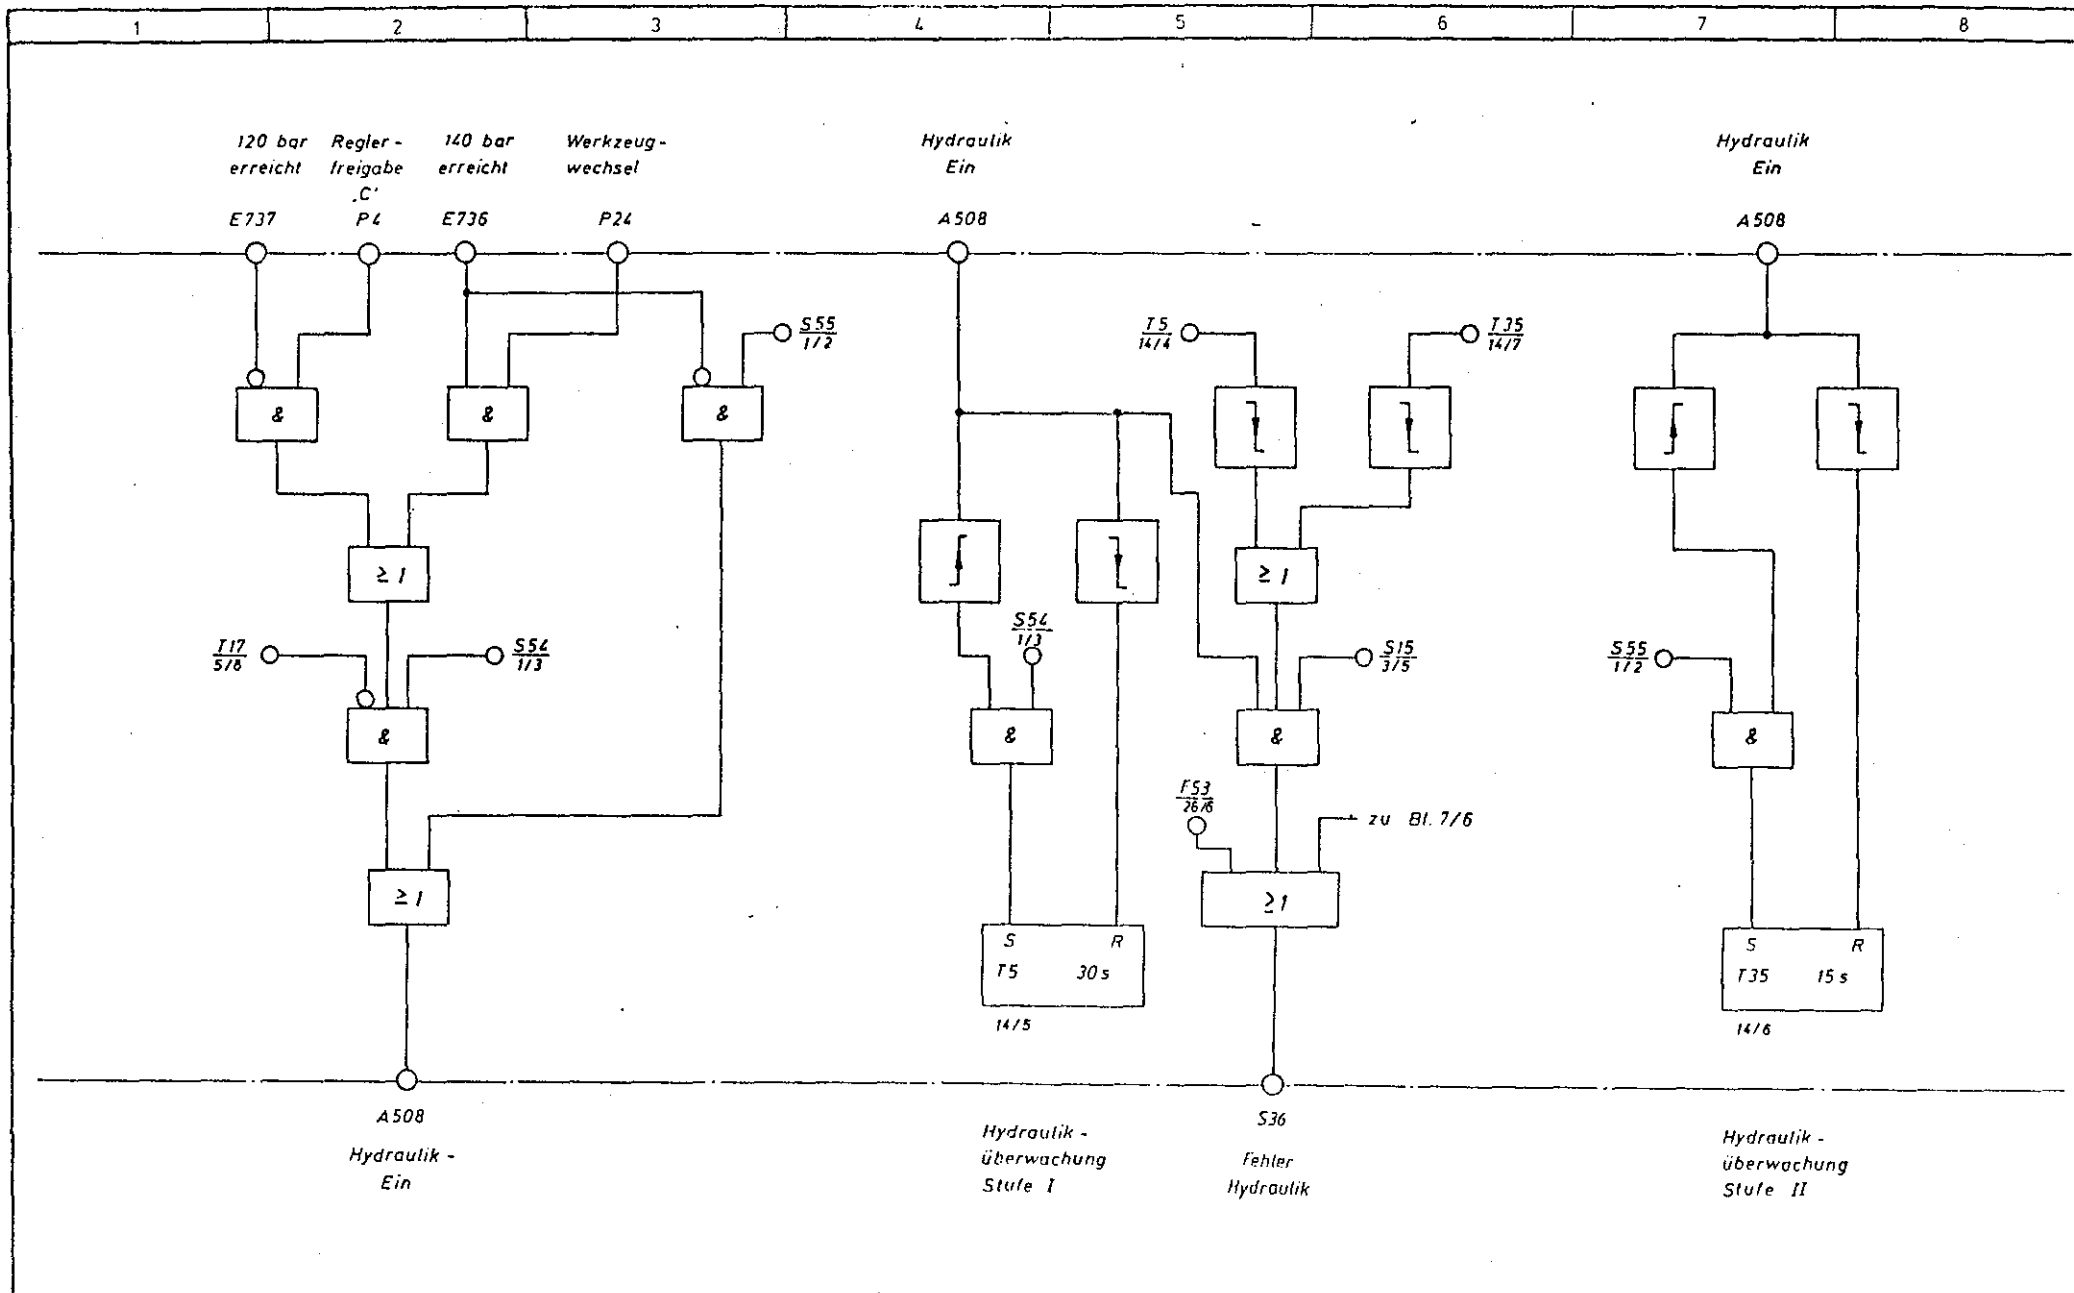 1 2 3 4 5 6 7 8
120 bar Regler- 140 bar Werkzeug- Hydraulik Hydraulik
erreicht freigabe erreicht wechsel Ein Ein
"C"
E737 P4 E736 P24 A508 A508
S55 T5 T35
1/2 14/4 14/7
& & &
≥1 ≥1
T17 S54 S54 S15 S55
5/8 1/3 1/3 3/5 1/2
& & & &
F53
26/6
zu Bl. 7/6
≥1 ≥1
S R S R
T5 30s T35 15s
14/5 14/6
A508 S36
Hydraulik- Hydraulik- Fehler Hydraulik-
Ein überwachung Hydraulik überwachung
Stufe I Stufe II